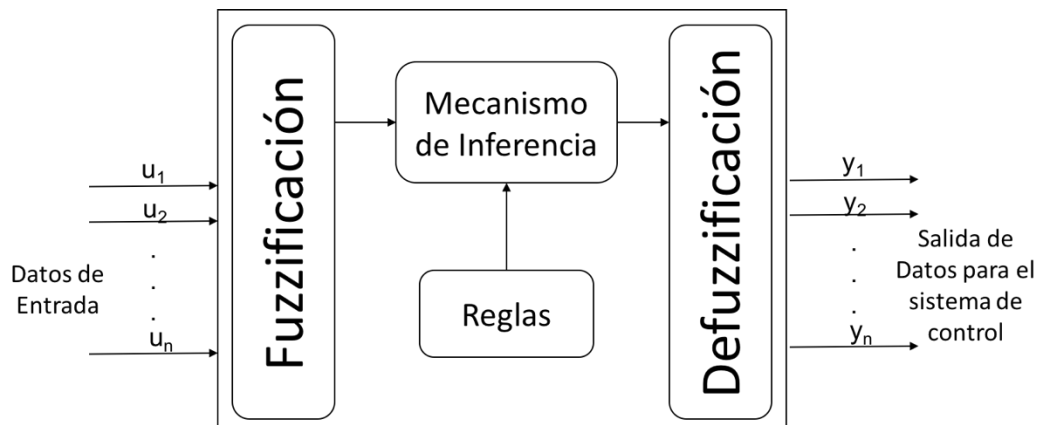 Datos de
Entrada
u1
u2
.
.
.
un
Fuzzificación
Mecanismo
de Inferencia
Reglas
Defuzzificación
y1
y2
.
.
.
yn
Salida de
Datos para el
sistema de
control